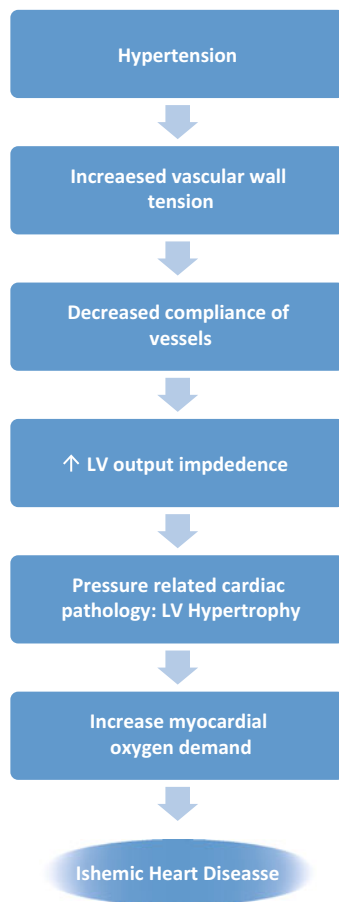 Hypertension
Increaesed vascular wall
tension
Decreased compliance of
vessels
↑ LV output impdedence
Pressure related cardiac
pathology: LV Hypertrophy
Increase myocardial
oxygen demand
Ishemic Heart Diseasse